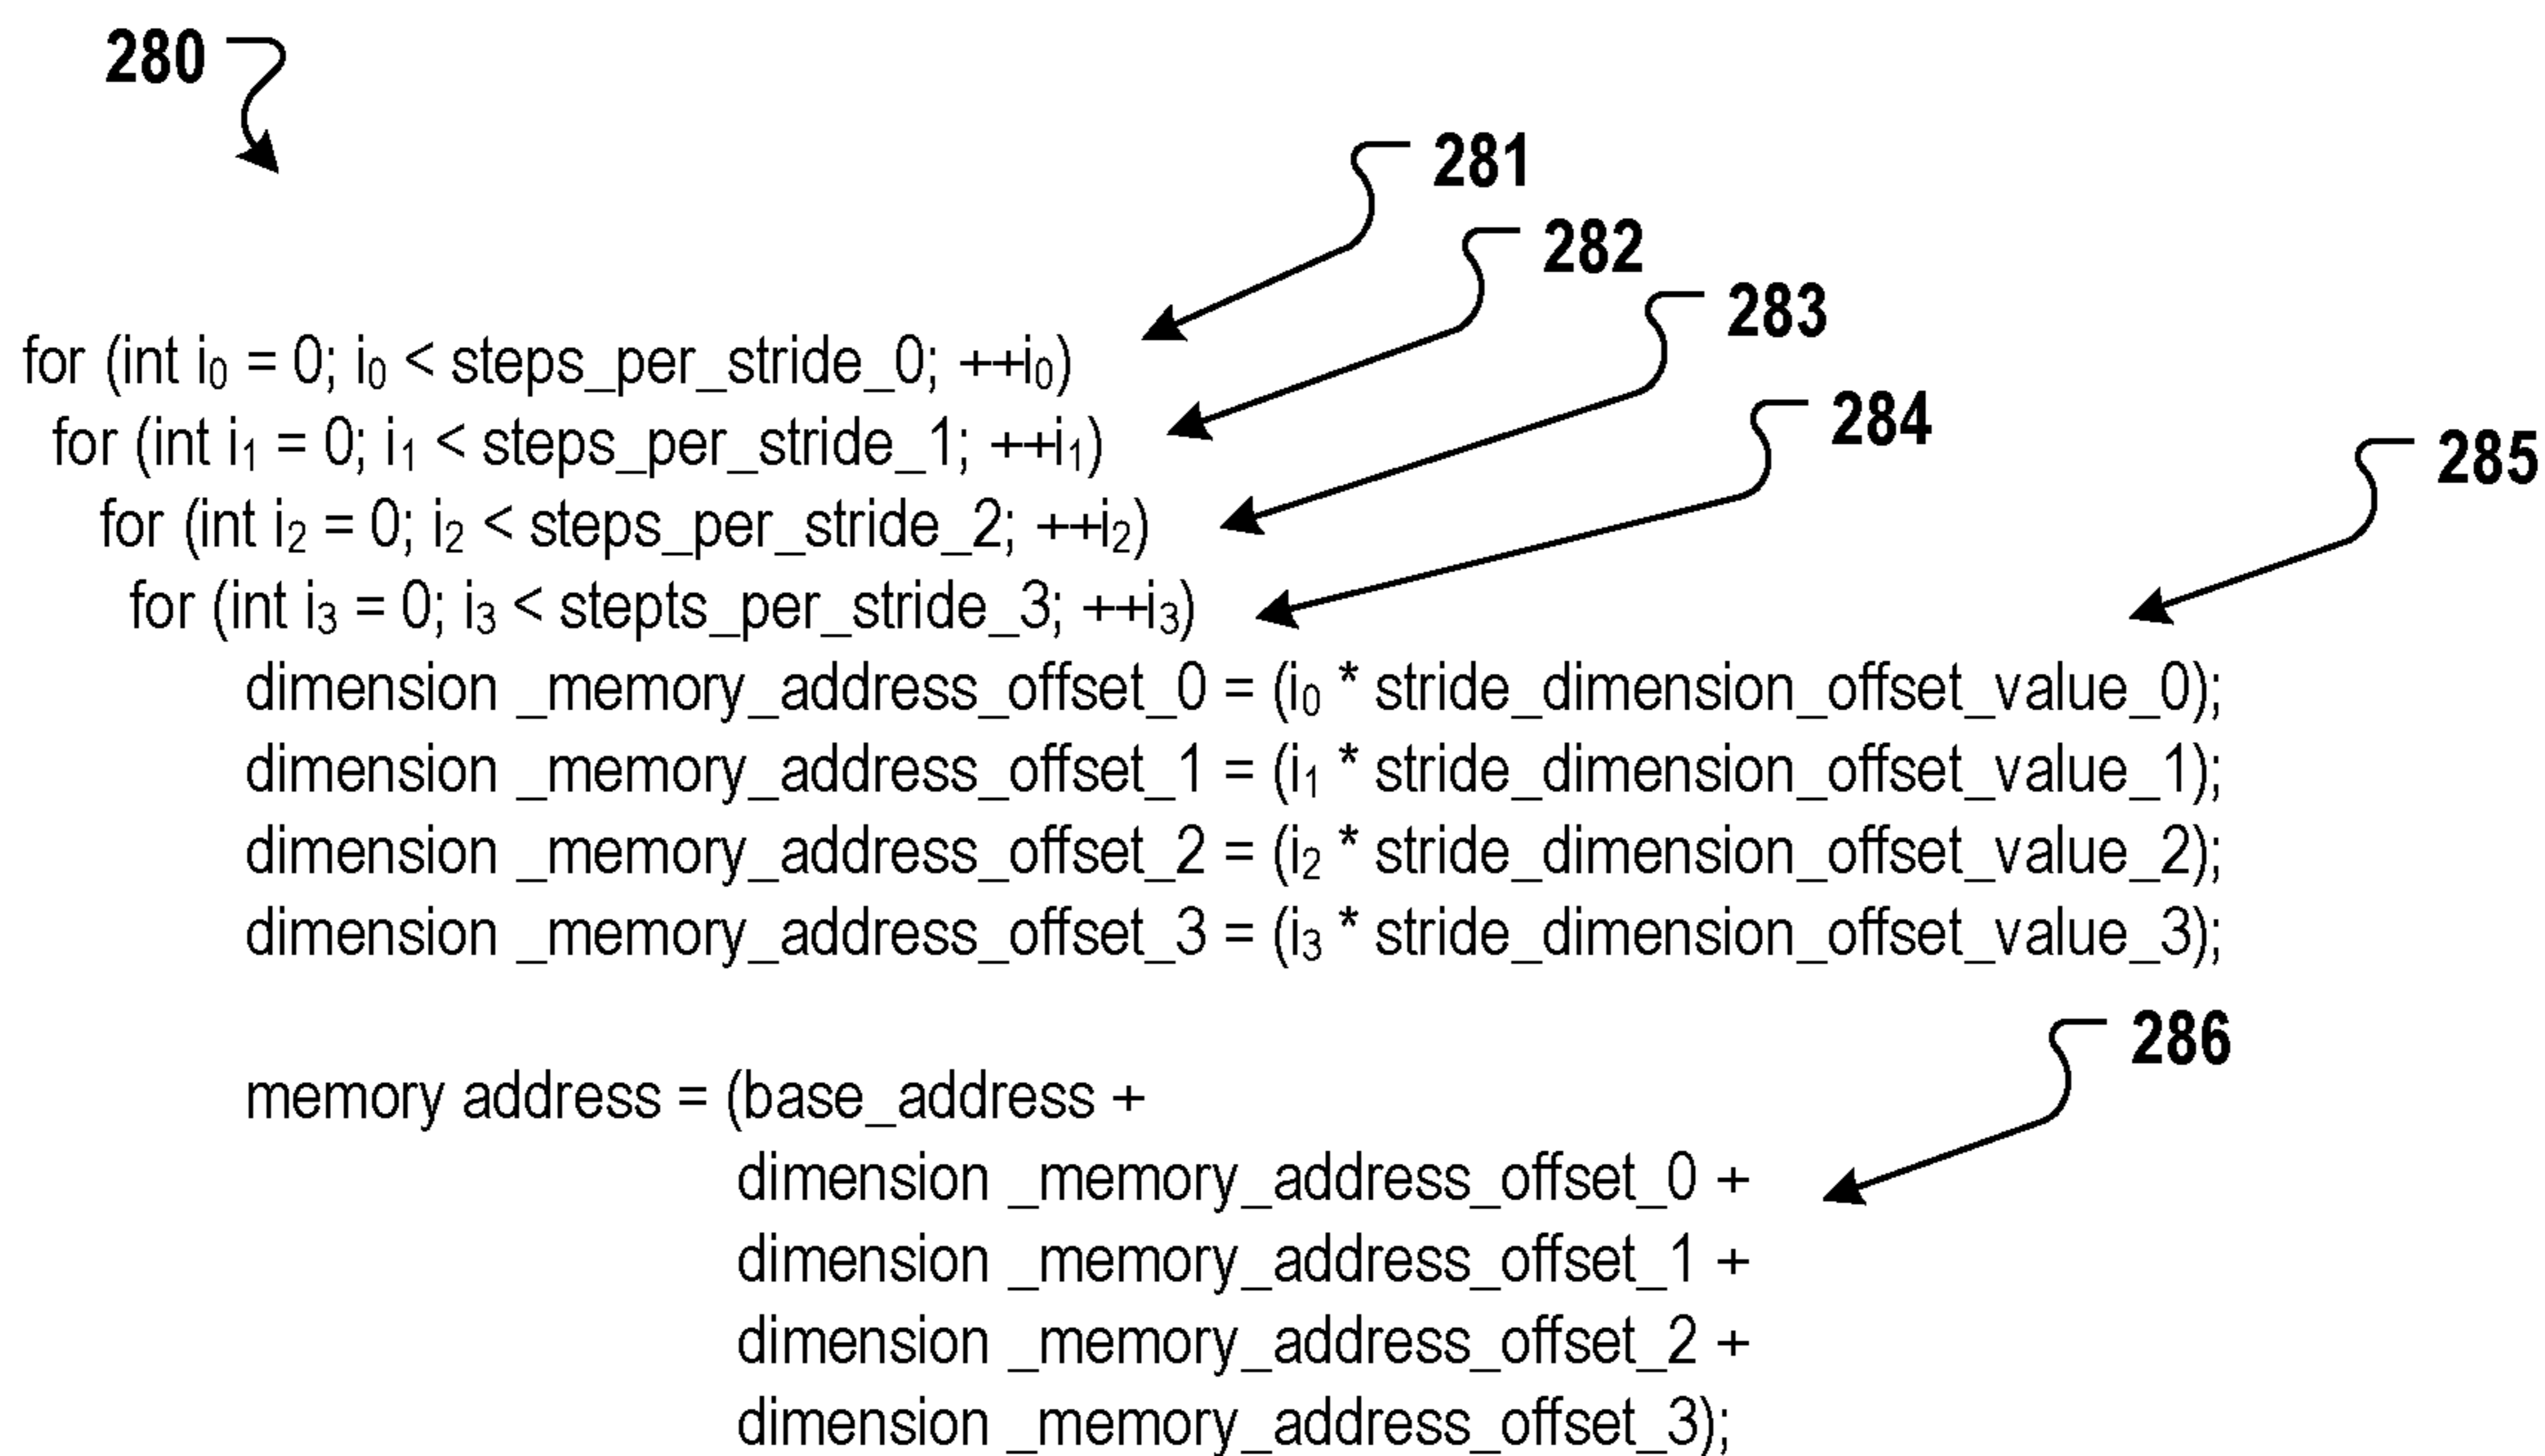 280
281
282
283
284
285
for (int i₀ = 0; i₀ < steps_per_stride_0; ++i₀)
for (int i₁ = 0; i₁ < steps_per_stride_1; ++i₁)
for (int i₂ = 0; i₂ < steps_per_stride_2; ++i₂)
for (int i₃ = 0; i₃ < stepts_per_stride_3; ++i₃)
dimension _memory_address_offset_0 = (i₀ * stride_dimension_offset_value_0);
dimension _memory_address_offset_1 = (i₁ * stride_dimension_offset_value_1);
dimension _memory_address_offset_2 = (i₂ * stride_dimension_offset_value_2);
dimension _memory_address_offset_3 = (i₃ * stride_dimension_offset_value_3);
286
memory address = (base_address +
dimension _memory_address_offset_0 +
dimension _memory_address_offset_1 +
dimension _memory_address_offset_2 +
dimension _memory_address_offset_3);